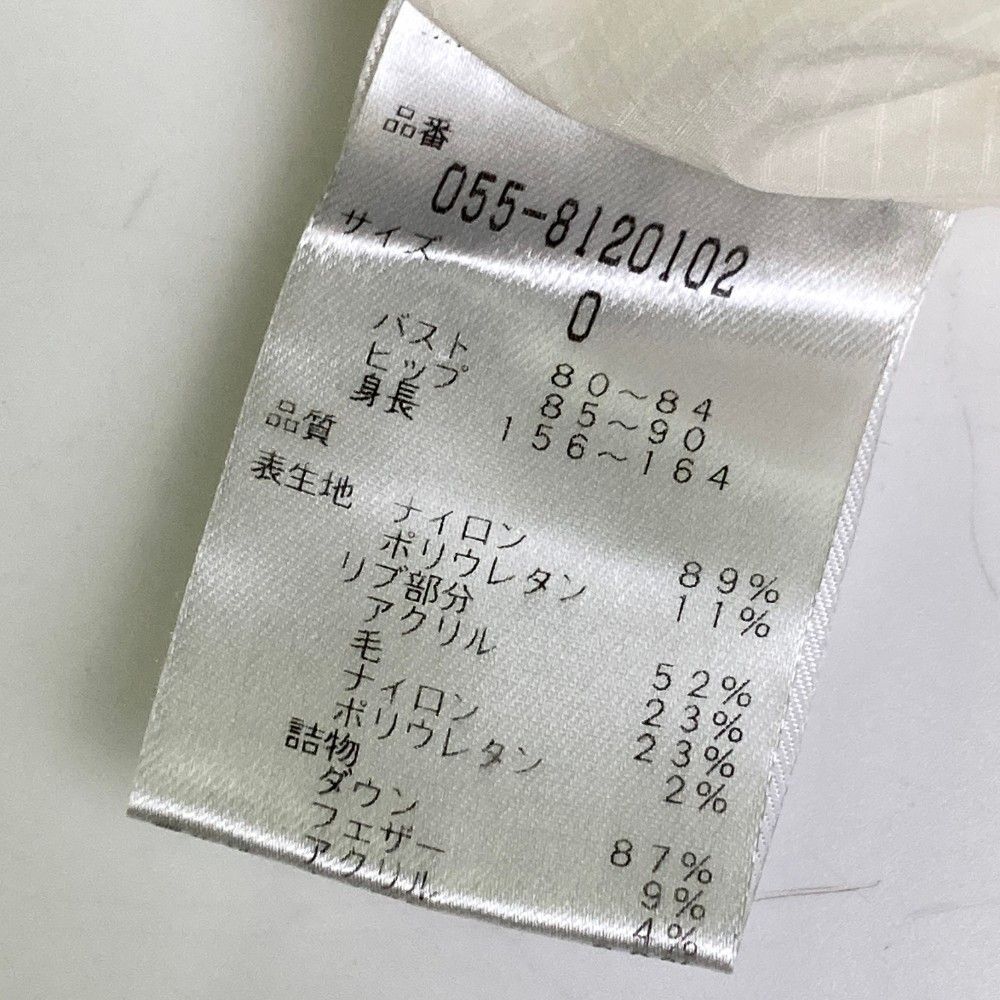 品番
055-8120102
サイズ
0
バスト 80～84
ヒップ 85～90
身長 156～164
品質
表生地
ナイロン 89%
ポリウレタン 11%
リブ部分
アクリル 52%
毛 23%
ナイロン 23%
ポリウレタン 2%
詰物
ダウン 87%
フェザー 9%
アクリル 4%